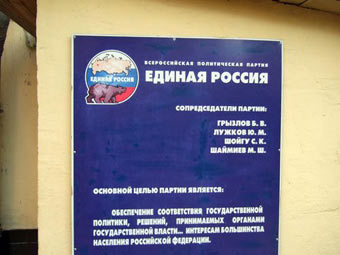 ВСЕРОССИЙСКАЯ ПОЛИТИЧЕСКАЯ ПАРТИЯ
ЕДИНАЯ РОССИЯ
ЕДИНАЯ РОССИЯ
СОПРЕДСЕДАТЕЛИ ПАРТИИ:
ГРЫЗЛОВ Б. В.
ЛУЖКОВ Ю. М.
ШОЙГУ С. К.
ШАЙМИЕВ М. Ш.
ОСНОВНОЙ ЦЕЛЬЮ ПАРТИИ ЯВЛЯЕТСЯ:
ОБЕСПЕЧЕНИЕ СООТВЕТСТВИЯ ГОСУДАРСТВЕННОЙ
ПОЛИТИКИ, РЕШЕНИЙ, ПРИНИМАЕМЫХ ОРГАНАМИ
ГОСУДАРСТВЕННОЙ ВЛАСТИ... ИНТЕРЕСАМ БОЛЬШИНСТВА
НАСЕЛЕНИЯ РОССИЙСКОЙ ФЕДЕРАЦИИ.